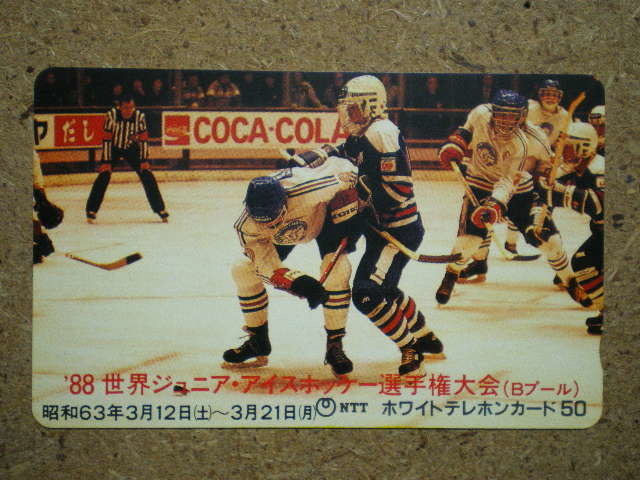 だし
COCA-COLA
'88 世界ジュニア・アイスホッケー選手権大会(Bプール)
昭和63年3月12日(土)～3月21日(月) NTT ホワイトテレホンカード50